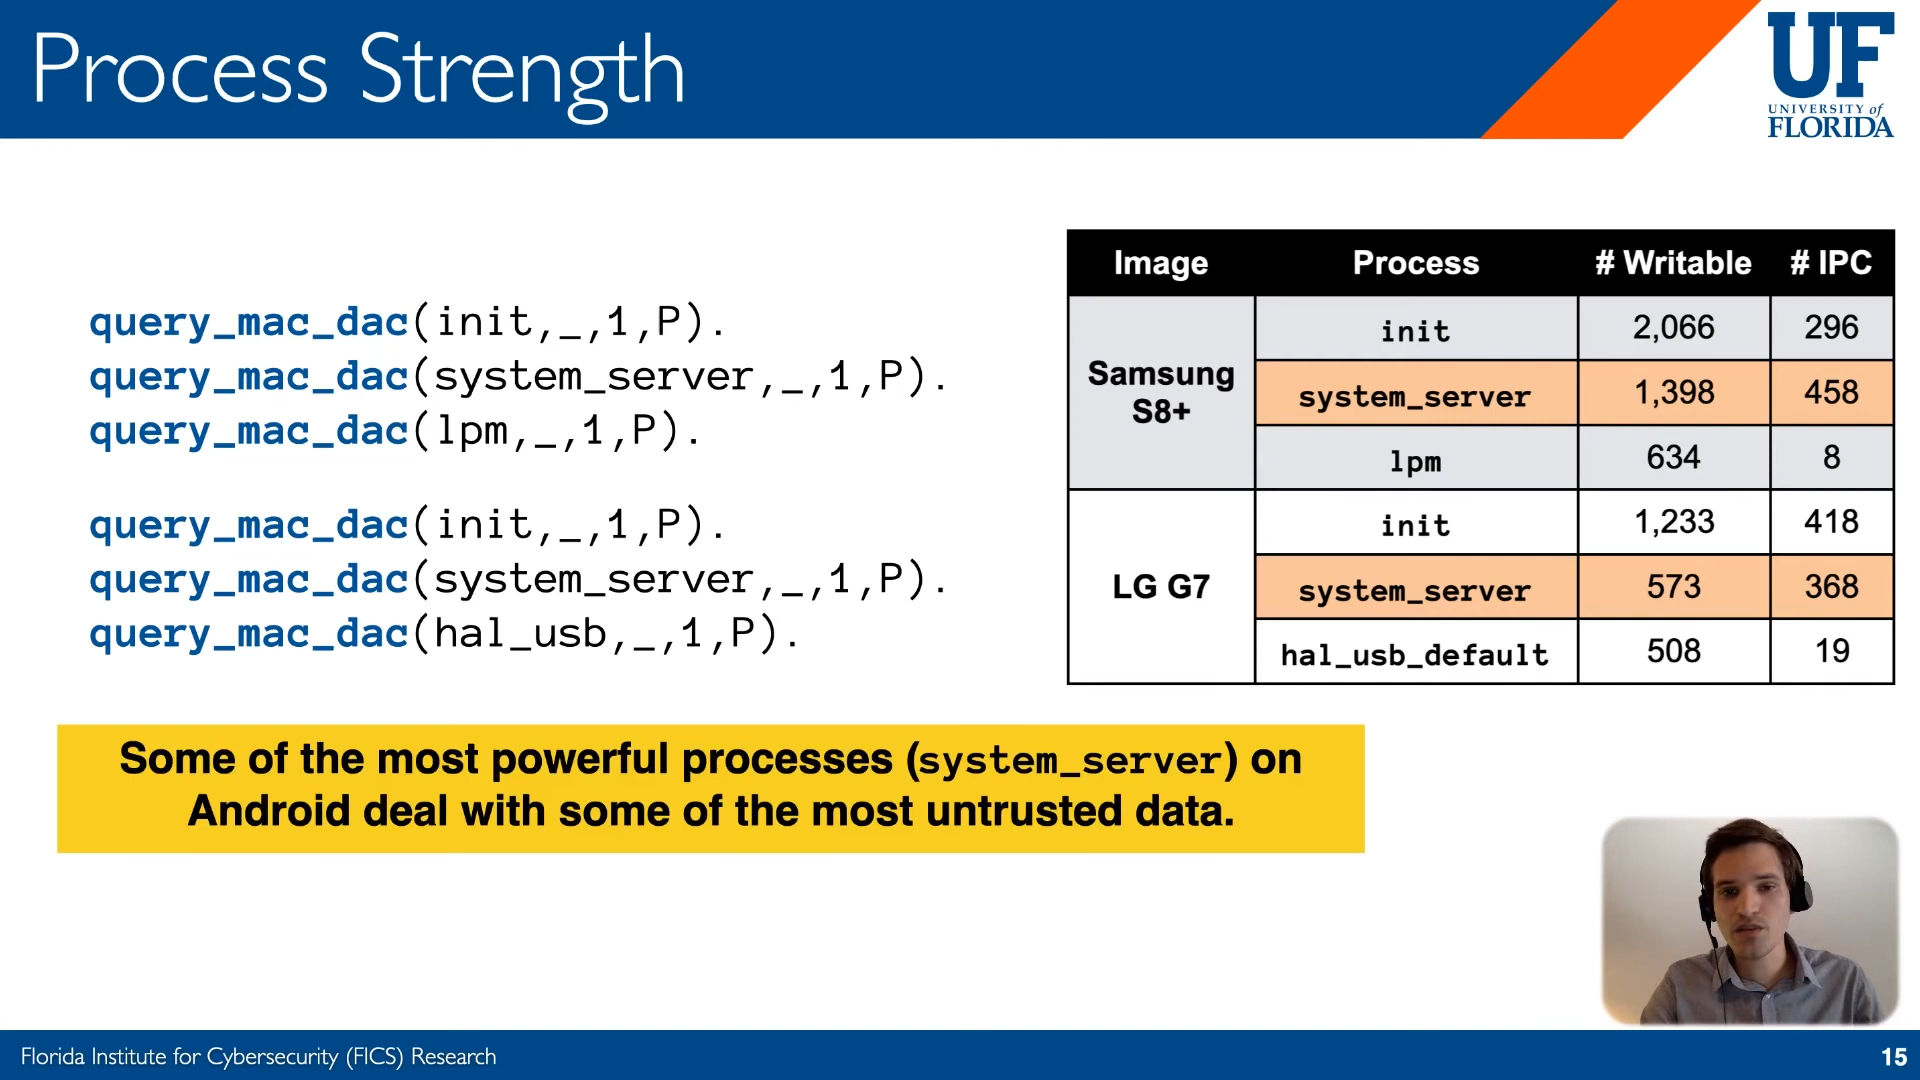 Process Strength
UF
UNIVERSITY of
FLORIDA
query_mac_dac(init,_,1,P).
query_mac_dac(system_server,_,1,P).
query_mac_dac(lpm,_,1,P).
query_mac_dac(init,_,1,P).
query_mac_dac(system_server,_,1,P).
query_mac_dac(hal_usb,_,1,P).
Image Process # Writable # IPC
Samsung S8+ init 2,066 296
system_server 1,398 458
lpm 634 8
LG G7 init 1,233 418
system_server 573 368
hal_usb_default 508 19
Some of the most powerful processes (system_server) on
Android deal with some of the most untrusted data.
Florida Institute for Cybersecurity (FICS) Research
15